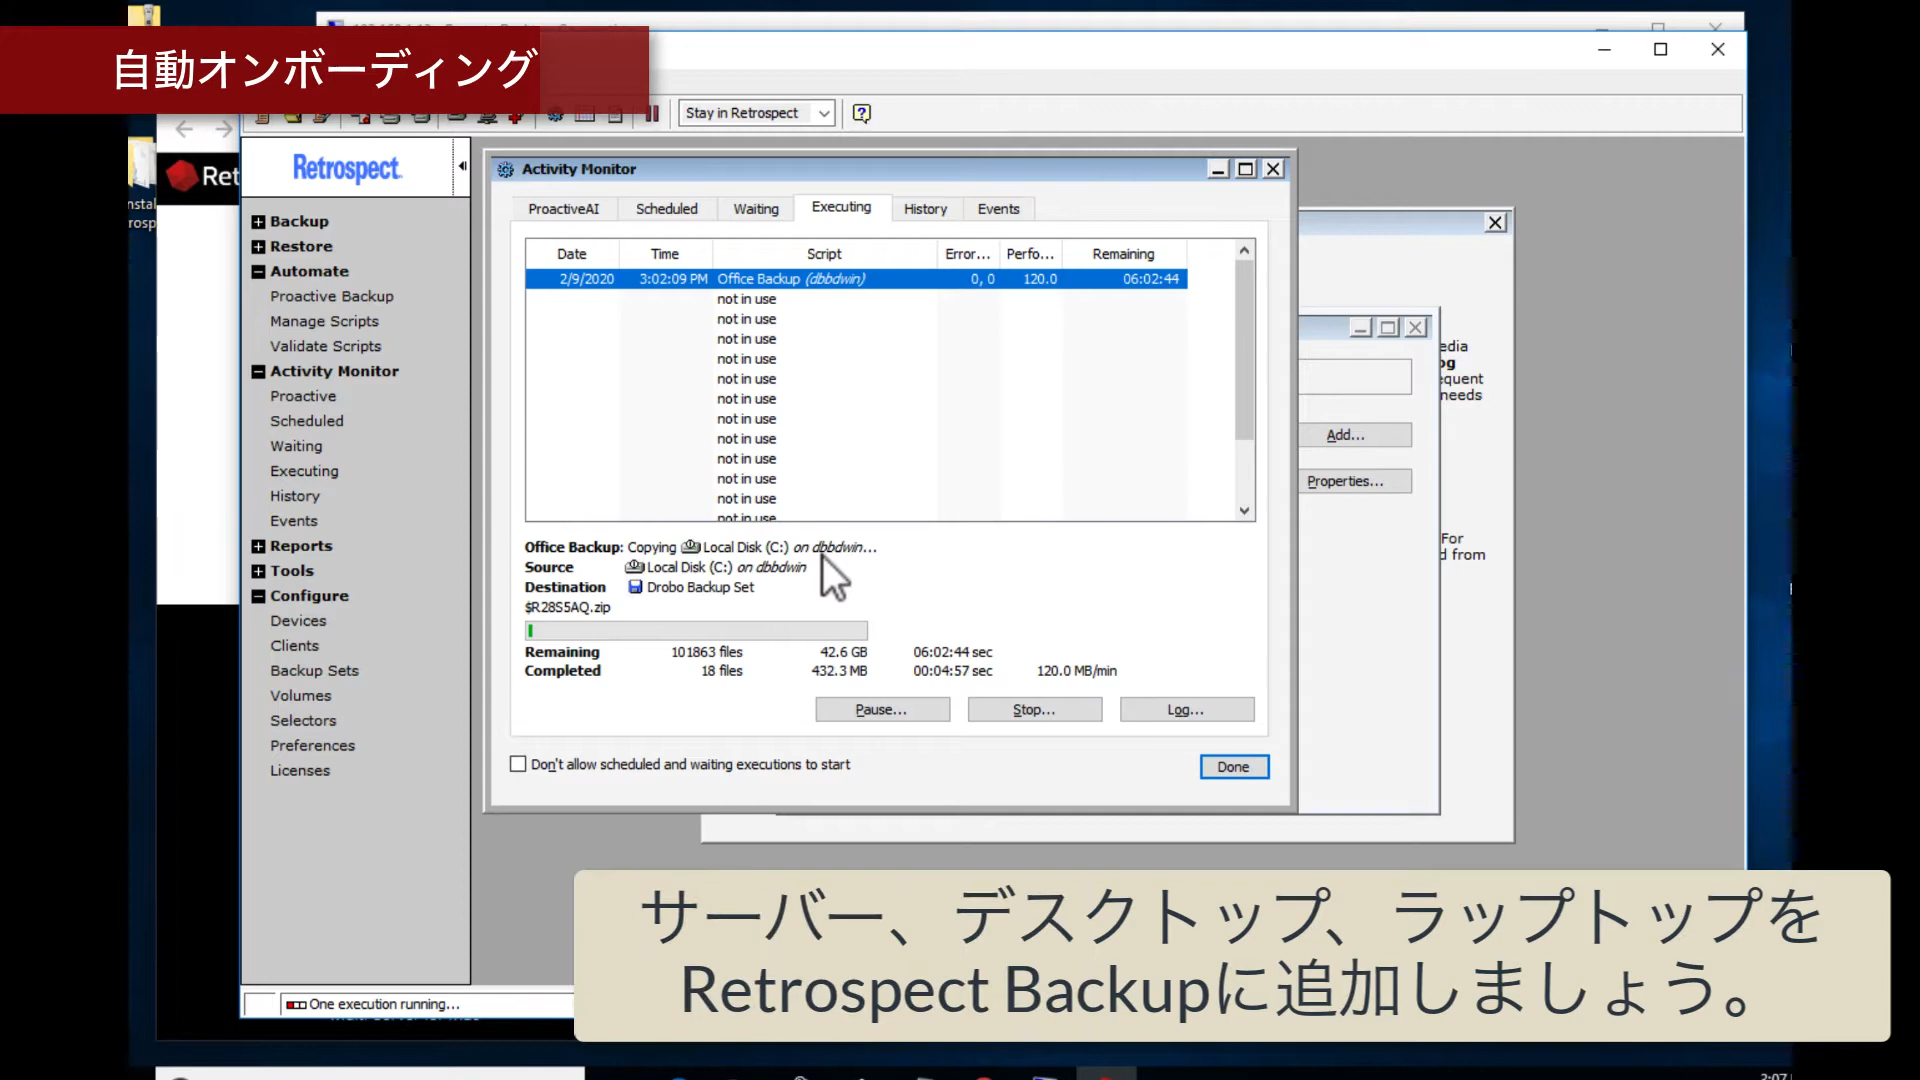 自動オンボーディング
Stay in Retrospect
Ret
Retrospect
Backup
Restore
Automate
Proactive Backup
Manage Scripts
Validate Scripts
Activity Monitor
Proactive
Scheduled
Waiting
Executing
History
Events
Reports
Tools
Configure
Devices
Clients
Backup Sets
Volumes
Selectors
Preferences
Licenses
Activity Monitor
ProactiveAI Scheduled Waiting Executing History Events
Date Time Script Error... Perfo... Remaining
2/9/2020 3:02:09 PM Office Backup (dbbdwin) 0, 0 120.0 06:02:44
not in use
not in use
not in use
not in use
not in use
not in use
not in use
not in use
not in use
not in use
not in use
not in use
Office Backup: Copying Local Disk (C:) on dbbdwin...
Source Local Disk (C:) on dbbdwin
Destination Drobo Backup Set
$R28S5AQ.zip
Remaining 101863 files 42.6 GB 06:02:44 sec
Completed 18 files 432.3 MB 00:04:57 sec 120.0 MB/min
Pause... Stop... Log...
Don't allow scheduled and waiting executions to start
Done
edia
og
equent
needs
Add...
Properties...
For
d from
One execution running...
サーバー、デスクトップ、ラップトップを
Retrospect Backupに追加しましょう。